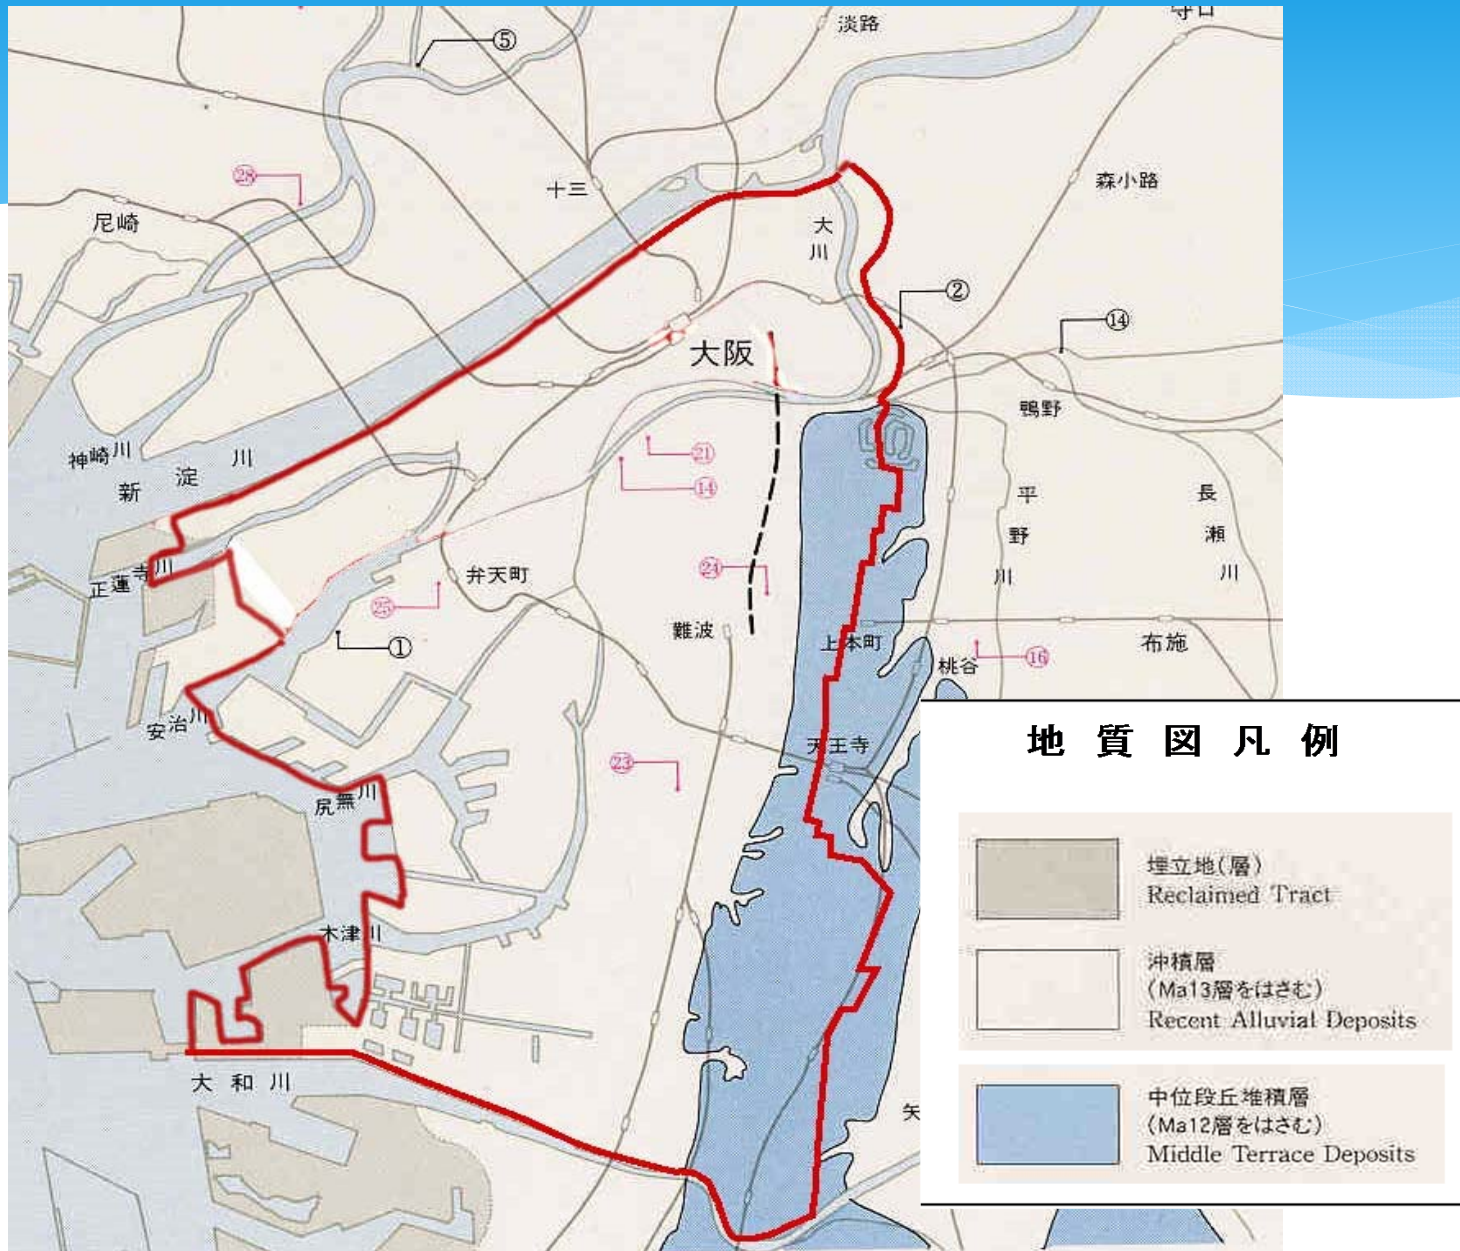 寺口
淡路
⑤
森小路
十三
㉘
尼崎
大川
②
⑭
大阪
鴫野
神崎川
新淀川
㉑
⑭
平野川
長瀬川
正蓮寺川
弁天町
㉔
㉕
①
難波
上本町
布施
⑯
桃谷
安治川
天王寺
㉓
尻無川
木津川
大和川
矢
地質図凡例
埋立地(層)
Reclaimed Tract
沖積層
(Ma13層をはさむ)
Recent Alluvial Deposits
中位段丘堆積層
(Ma12層をはさむ)
Middle Terrace Deposits